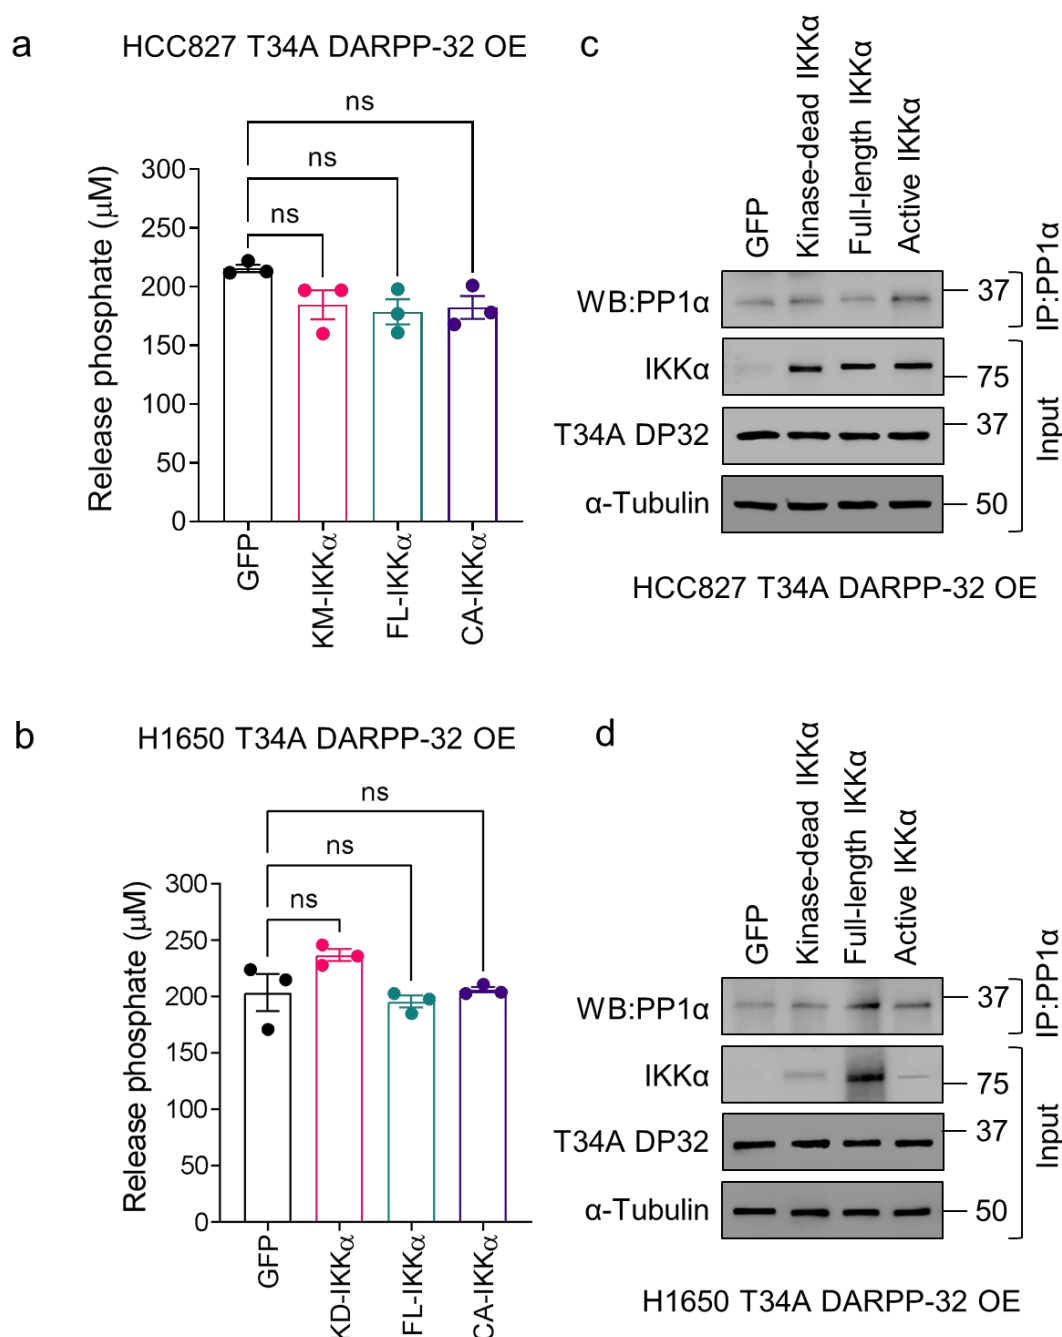 a
HCC827 T34A DARPP-32 OE
ns
ns
ns
Release phosphate (μM)
300
250
200
150
100
50
0
GFP
KM-IKKα
FL-IKKα
CA-IKKα
c
GFP
Kinase-dead IKKα
Full-length IKKα
Active IKKα
WB:PP1α
37
IP:PP1α
IKKα
75
T34A DP32
37
α-Tubulin
50
Input
HCC827 T34A DARPP-32 OE
b
H1650 T34A DARPP-32 OE
ns
ns
ns
Release phosphate (μM)
300
250
200
150
100
50
0
GFP
KD-IKKα
FL-IKKα
CA-IKKα
d
GFP
Kinase-dead IKKα
Full-length IKKα
Active IKKα
WB:PP1α
37
IP:PP1α
IKKα
75
T34A DP32
37
α-Tubulin
50
Input
H1650 T34A DARPP-32 OE